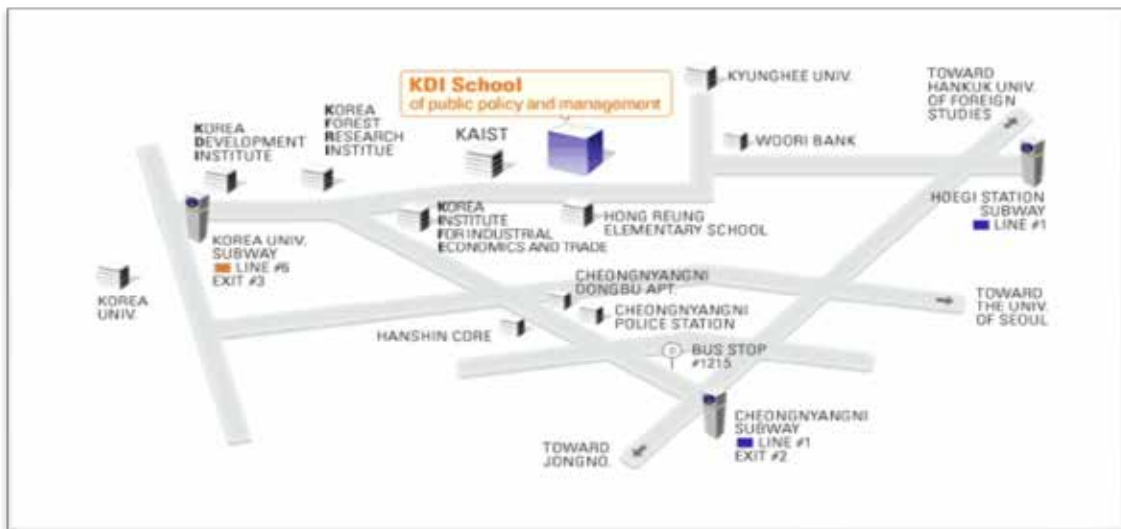 KDI School
of public policy and management
KYUNGHEE UNIV.
TOWARD
HANKUK UNIV.
OF FOREIGN
STUDIES
KOREA
FOREST
RESEARCH
INSTITUE
KOREA
DEVELOPMENT
INSTITUTE
KAIST
WOORI BANK
HOEGI STATION
SUBWAY
LINE #1
KOREA
INSTITUTE
FOR INDUSTRIAL
ECONOMICS AND TRADE
HONG REUNG
ELEMENTARY SCHOOL
KOREA UNIV.
SUBWAY
LINE #6
EXIT #3
KOREA
UNIV.
CHEONGNYANGNI
DONGBU APT.
CHEONGNYANGNI
POLICE STATION
HANSHIN CORE
TOWARD
THE UNIV.
OF SEOUL
BUS STOP
#1215
CHEONGNYANGNI
SUBWAY
LINE #1
EXIT #2
TOWARD
JONGNO.